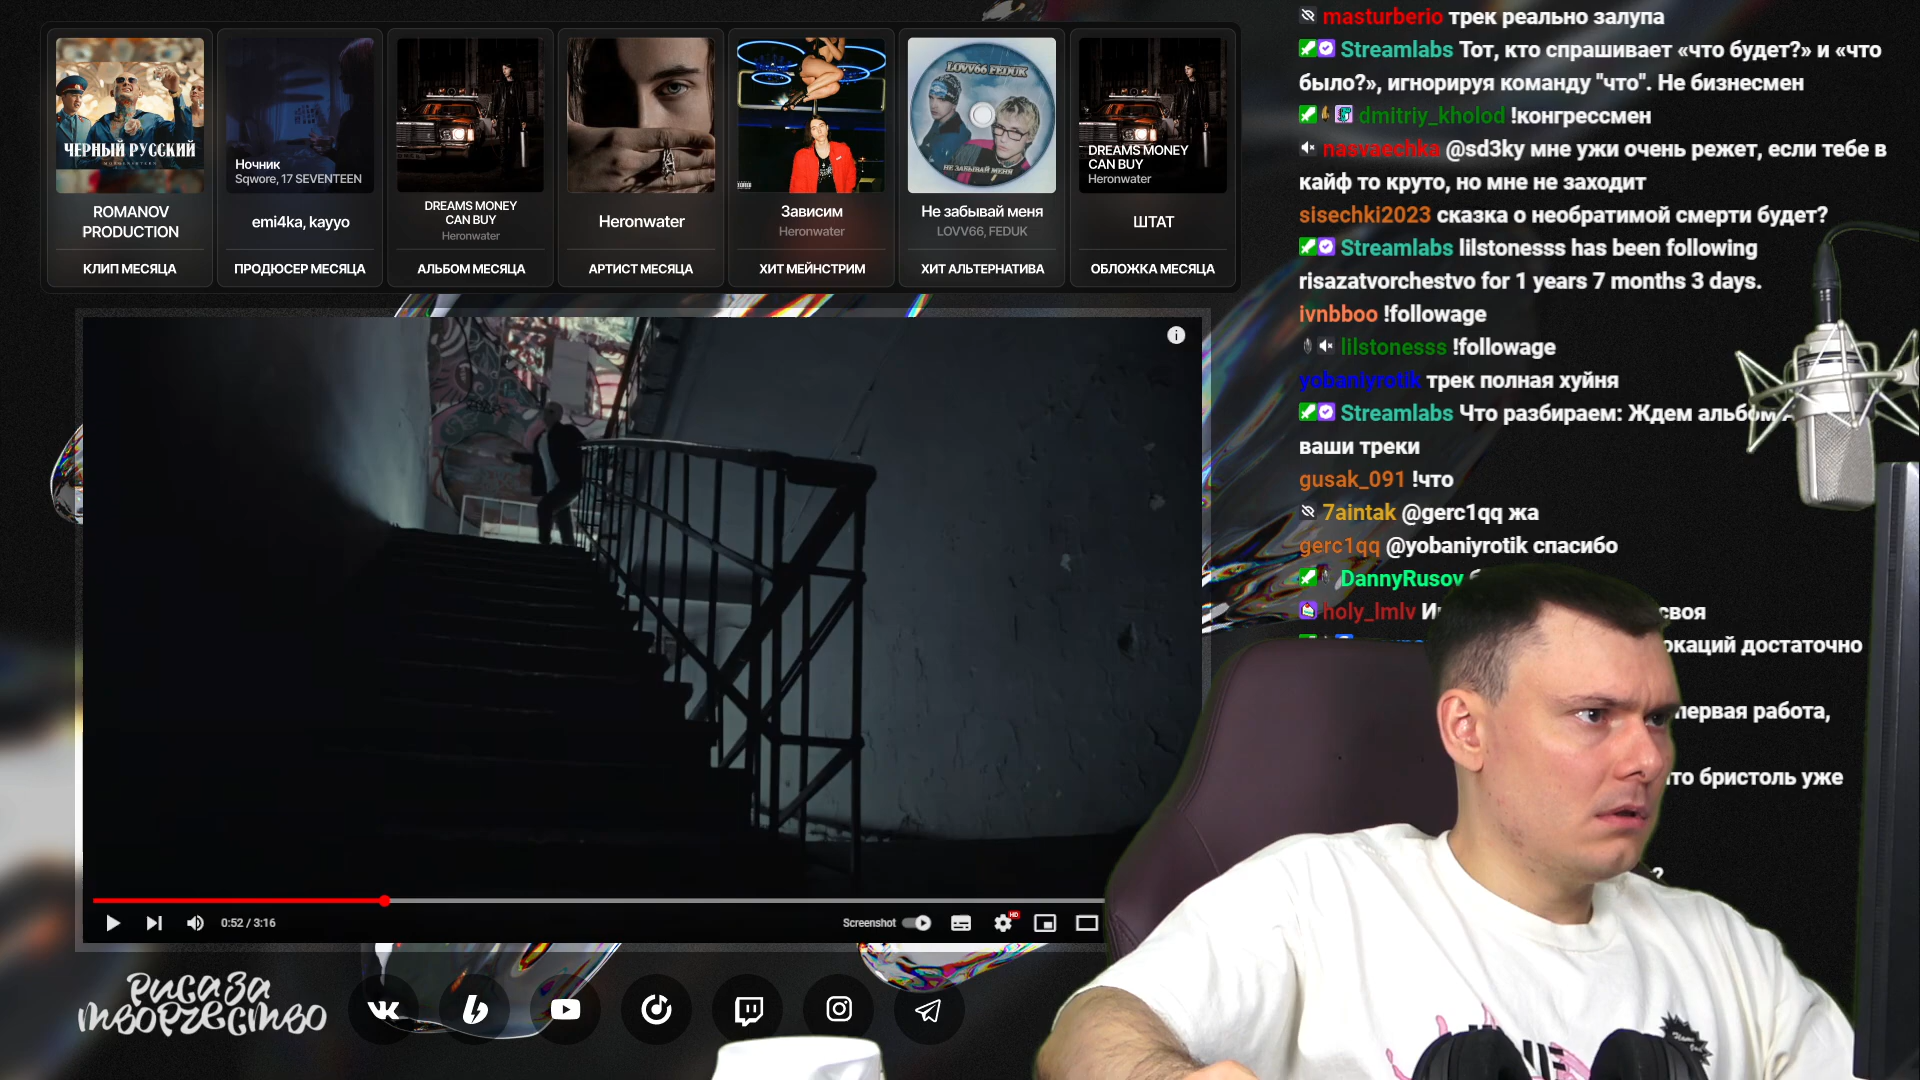 ЧЕРНЫЙ РУССКИЙ
ROMANOV
PRODUCTION
КЛИП МЕСЯЦА
Ночник
Sqwore, 17 SEVENTEEN
emi4ka, kayyo
ПРОДЮСЕР МЕСЯЦА
DREAMS MONEY
CAN BUY
Heronwater
АЛЬБОМ МЕСЯЦА
Heronwater
АРТИСТ МЕСЯЦА
Зависим
Heronwater
ХИТ МЕЙНСТРИМ
LOVV66 FEDUK
НЕ ЗАБЫВАЙ МЕНЯ
Не забывай меня
LOVV66, FEDUK
ХИТ АЛЬТЕРНАТИВА
DREAMS MONEY
CAN BUY
Heronwater
ШТАТ
ОБЛОЖКА МЕСЯЦА
masturberio трек реально залупа
Streamlabs Тот, кто спрашивает «что будет?» и «что
было?», игнорируя команду "что". Не бизнесмен
dmitriy_kholod !конгрессмен
nasvaechka @sd3ky мне ужи очень режет, если тебе в
кайф то круто, но мне не заходит
sisechki2023 сказка о необратимой смерти будет?
Streamlabs lilstonesss has been following
risazatvorchestvo for 1 years 7 months 3 days.
ivnbboo !followage
lilstonesss !followage
yobaniyrotik трек полная хуйня
Streamlabs Что разбираем: Ждем альбом
ваши треки
gusak_091 !что
7aintak @gerc1qq жа
gerc1qq @yobaniyrotik спасибо
DannyRusov
holy_lmlv своя
окаций достаточно
первая работа,
то бристоль уже
?
0:52 / 3:16
Screenshot
HD
риса за
творчество